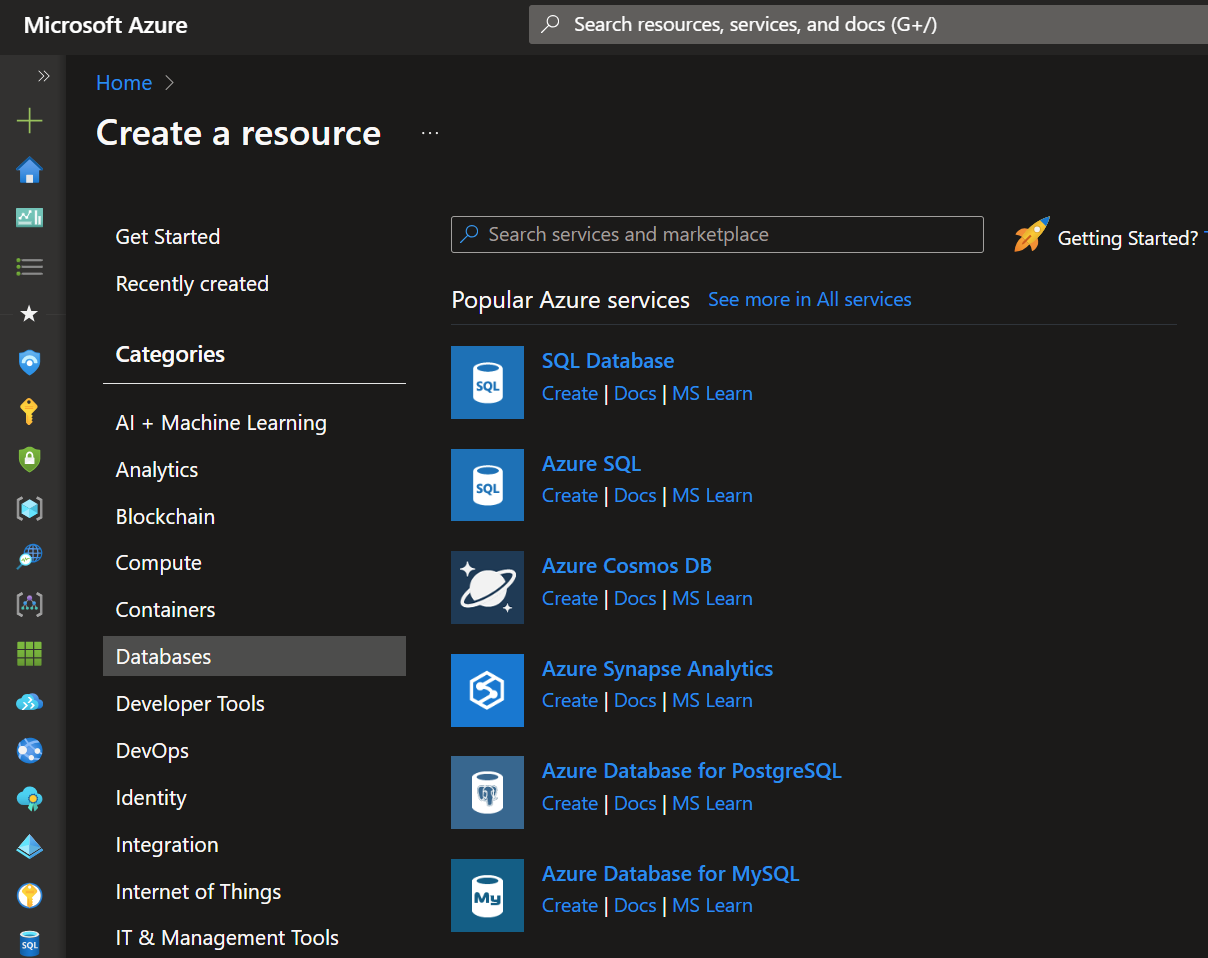 Microsoft Azure
Search resources, services, and docs (G+/)
Home
Create a resource
...
Get Started
Recently created
Categories
AI + Machine Learning
Analytics
Blockchain
Compute
Containers
Databases
Developer Tools
DevOps
Identity
Integration
Internet of Things
IT & Management Tools
Search services and marketplace
Getting Started?
Popular Azure services
See more in All services
SQL
SQL Database
Create | Docs | MS Learn
SQL
Azure SQL
Create | Docs | MS Learn
Azure Cosmos DB
Create | Docs | MS Learn
Azure Synapse Analytics
Create | Docs | MS Learn
Azure Database for PostgreSQL
Create | Docs | MS Learn
My
Azure Database for MySQL
Create | Docs | MS Learn
SQL